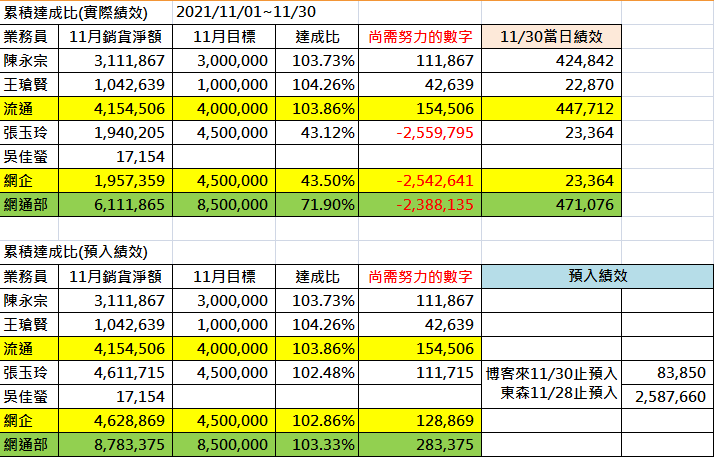 累積達成比(實際績效) 2021/11/01~11/30
業務員 11月銷貨淨額 11月目標 達成比 尚需努力的數字 11/30當日績效
陳永宗 3,111,867 3,000,000 103.73% 111,867 424,842
王瑲賢 1,042,639 1,000,000 104.26% 42,639 22,870
流通 4,154,506 4,000,000 103.86% 154,506 447,712
張玉玲 1,940,205 4,500,000 43.12% -2,559,795 23,364
吳佳螢 17,154
網企 1,957,359 4,500,000 43.50% -2,542,641 23,364
網通部 6,111,865 8,500,000 71.90% -2,388,135 471,076
累積達成比(預入績效)
業務員 11月銷貨淨額 11月目標 達成比 尚需努力的數字 預入績效
陳永宗 3,111,867 3,000,000 103.73% 111,867
王瑲賢 1,042,639 1,000,000 104.26% 42,639
流通 4,154,506 4,000,000 103.86% 154,506
張玉玲 4,611,715 4,500,000 102.48% 111,715 博客來11/30止預入 83,850
吳佳螢 17,154 東森11/28止預入 2,587,660
網企 4,628,869 4,500,000 102.86% 128,869
網通部 8,783,375 8,500,000 103.33% 283,375